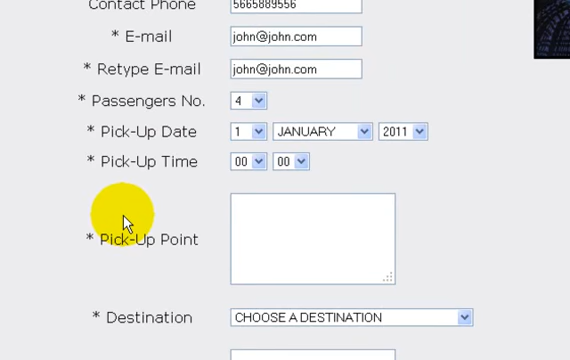 Contact Phone 5665889556
* E-mail john@john.com
* Retype E-mail john@john.com
* Passengers No. 4
* Pick-Up Date 1 JANUARY 2011
* Pick-Up Time 00 00
* Pick-Up Point
* Destination CHOOSE A DESTINATION